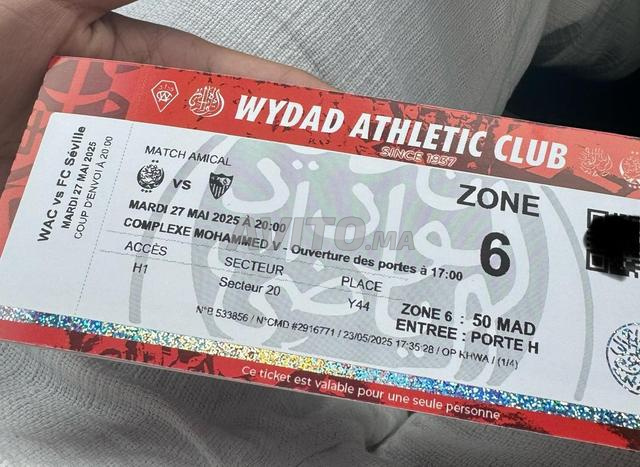 WYDAD ATHLETIC CLUB
SINCE 1937
WAC vs FC Séville
MARDI 27 MAI 2025
COUP D'ENVOI À 20:00
MATCH AMICAL
VS
MARDI 27 MAI 2025 à 20:00
COMPLEXE MOHAMMED V - Ouverture des portes à 17:00
ACCÈS
SECTEUR
PLACE
H1
Secteur 20
Y44
ZONE
6
ZONE 6 : 50 MAD
ENTREE : PORTE H
N°B 533856 / N°CMD #2916771 / 23/05/2025 17:35:28 / OP KHWA / (1/4)
Ce ticket est valable pour une seule personne
AVITO.MA